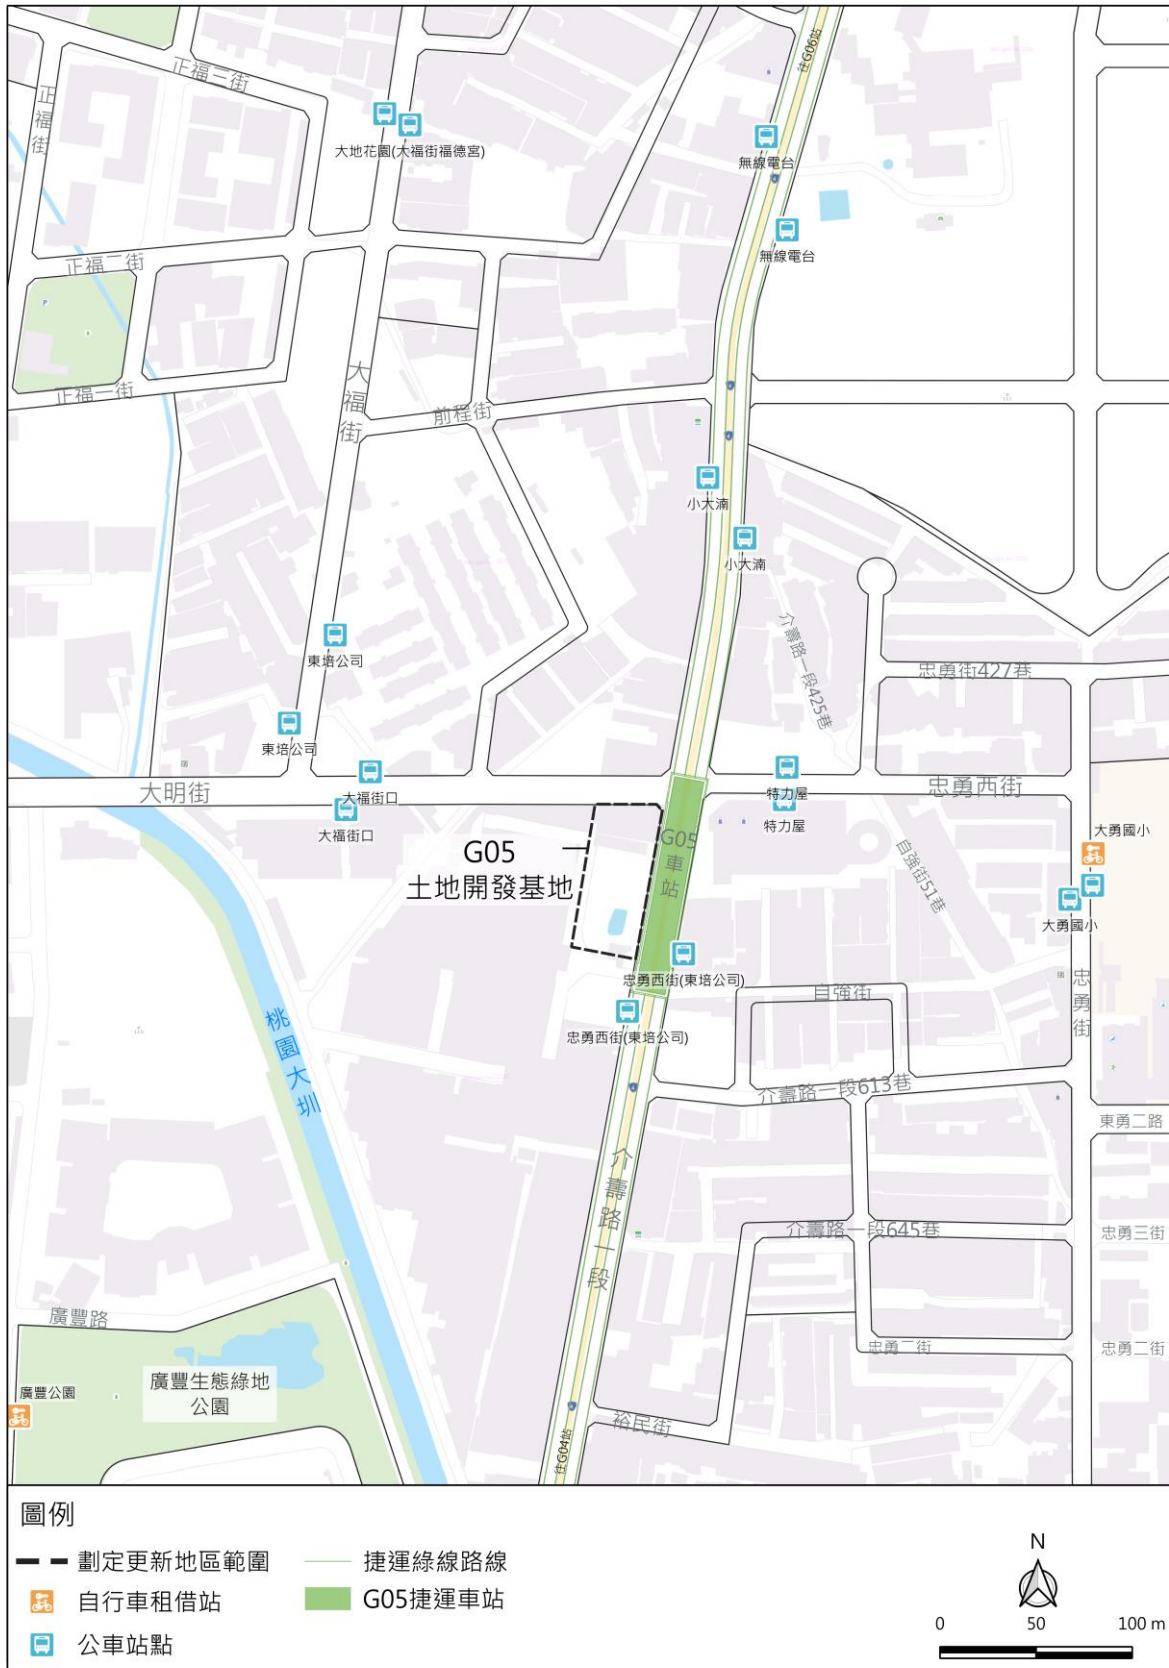 往G06站
正福三街
正福街
大地花園(大福街福德宮)
無線電台
無線電台
正福二街
P
正福一街
大福街
前程街
小大湳
小大湳
介壽路一段425巷
東培公司
忠勇街427巷
東培公司
大明街
大福街口
大福街口
特力屋
特力屋
忠勇西街
G05
土地開發基地
G05車站
自強街51巷
大勇國小
大勇國小
忠勇西街(東培公司)
忠勇西街(東培公司)
自強街
忠勇街
桃園大圳
介壽路一段613巷
東勇二路
介壽路一段
介壽路一段645巷
忠勇三街
廣豐路
忠勇二街
忠勇二街
廣豐公園
廣豐生態綠地
公園
裕民街
往G04站
圖例
劃定更新地區範圍
捷運綠線路線
自行車租借站
G05捷運車站
公車站點
N
0 50 100 m